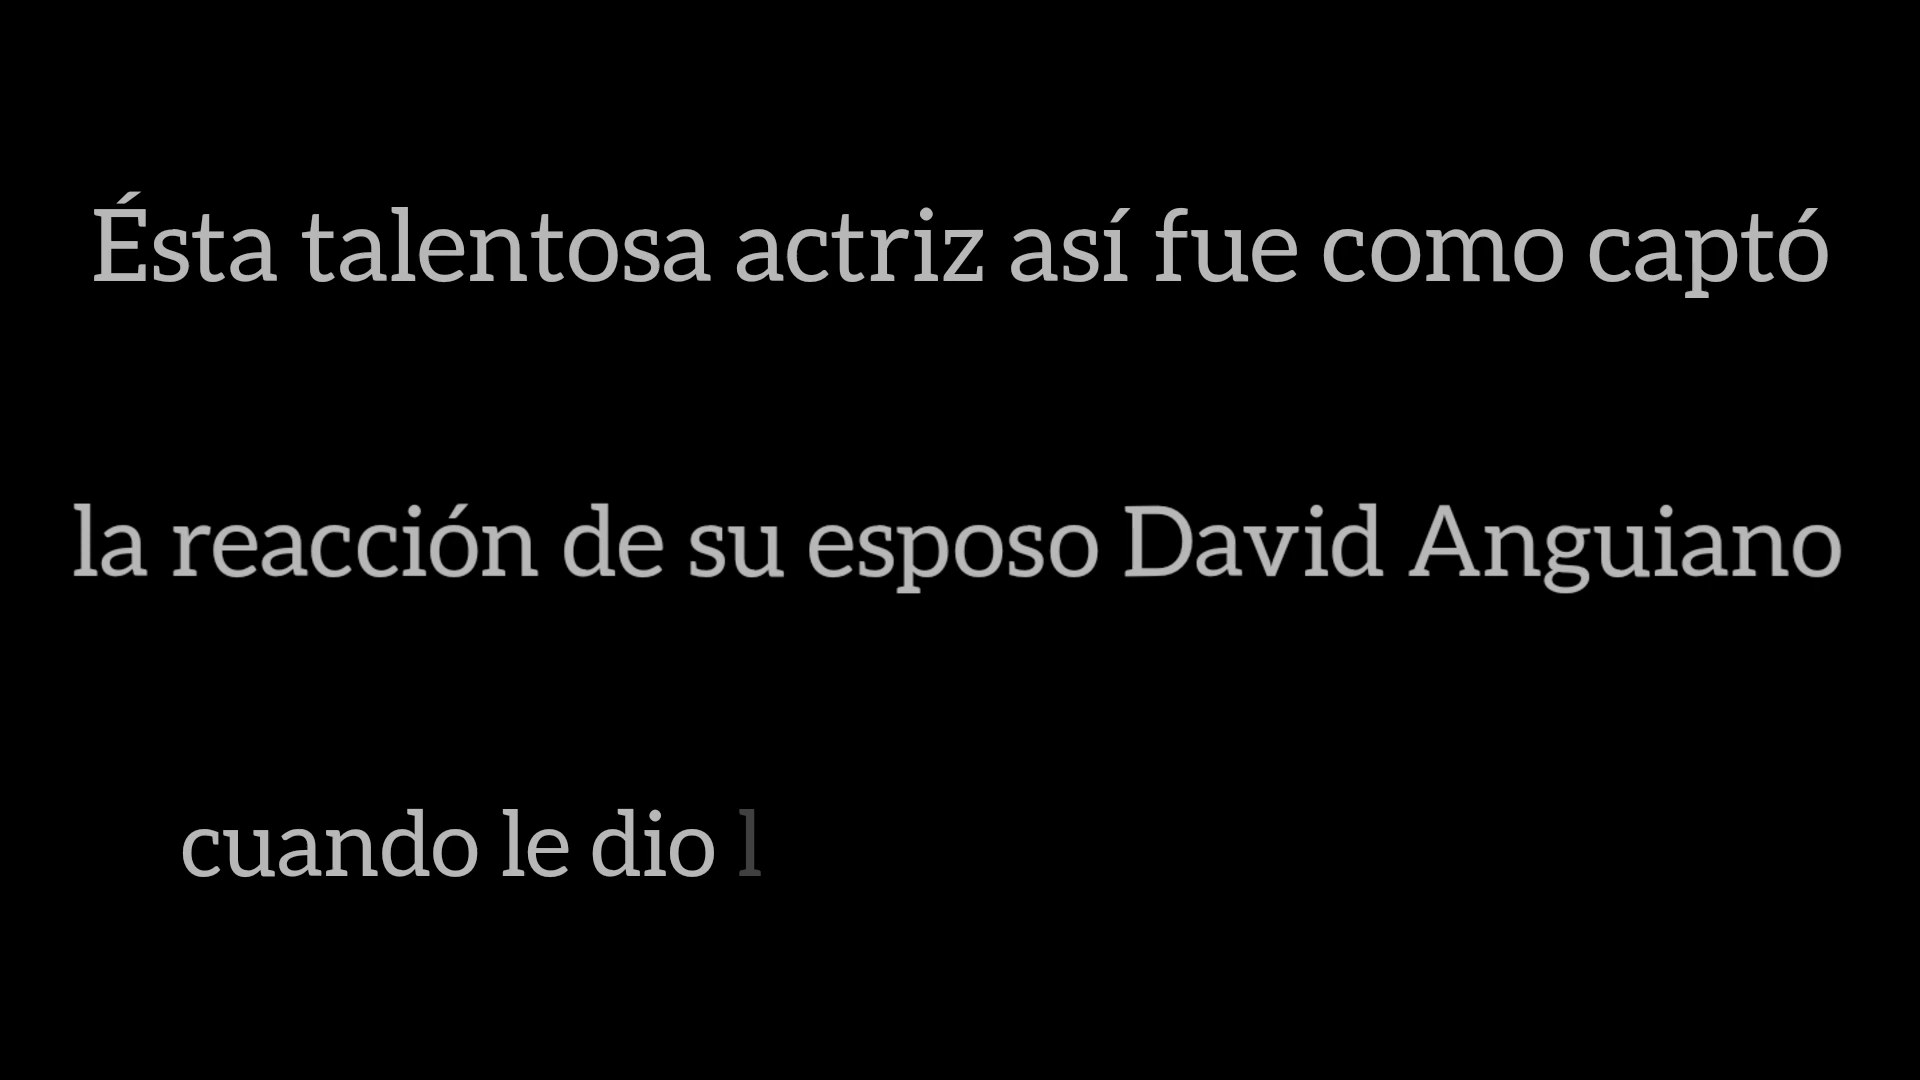 Ésta talentosa actriz así fue como captó
la reacción de su esposo David Anguiano
cuando le dio l